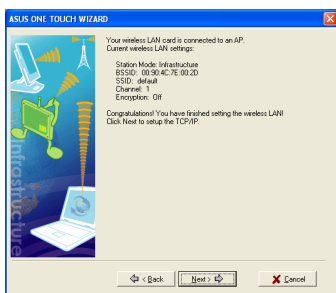 ASUS ONE TOUCH WIZARD
Your wireless LAN card is connected to an AP.
Current wireless LAN settings:
Station Mode: Infrastructure
BSSID: 00:90:4C:7E:00:2D
SSID: default
Channel: 1
Encryption: Off
Congratulations! You have finished setting the wireless LAN!
Click Next to setup the TCP/IP.
Infrastructure
< Back
Next >
Cancel